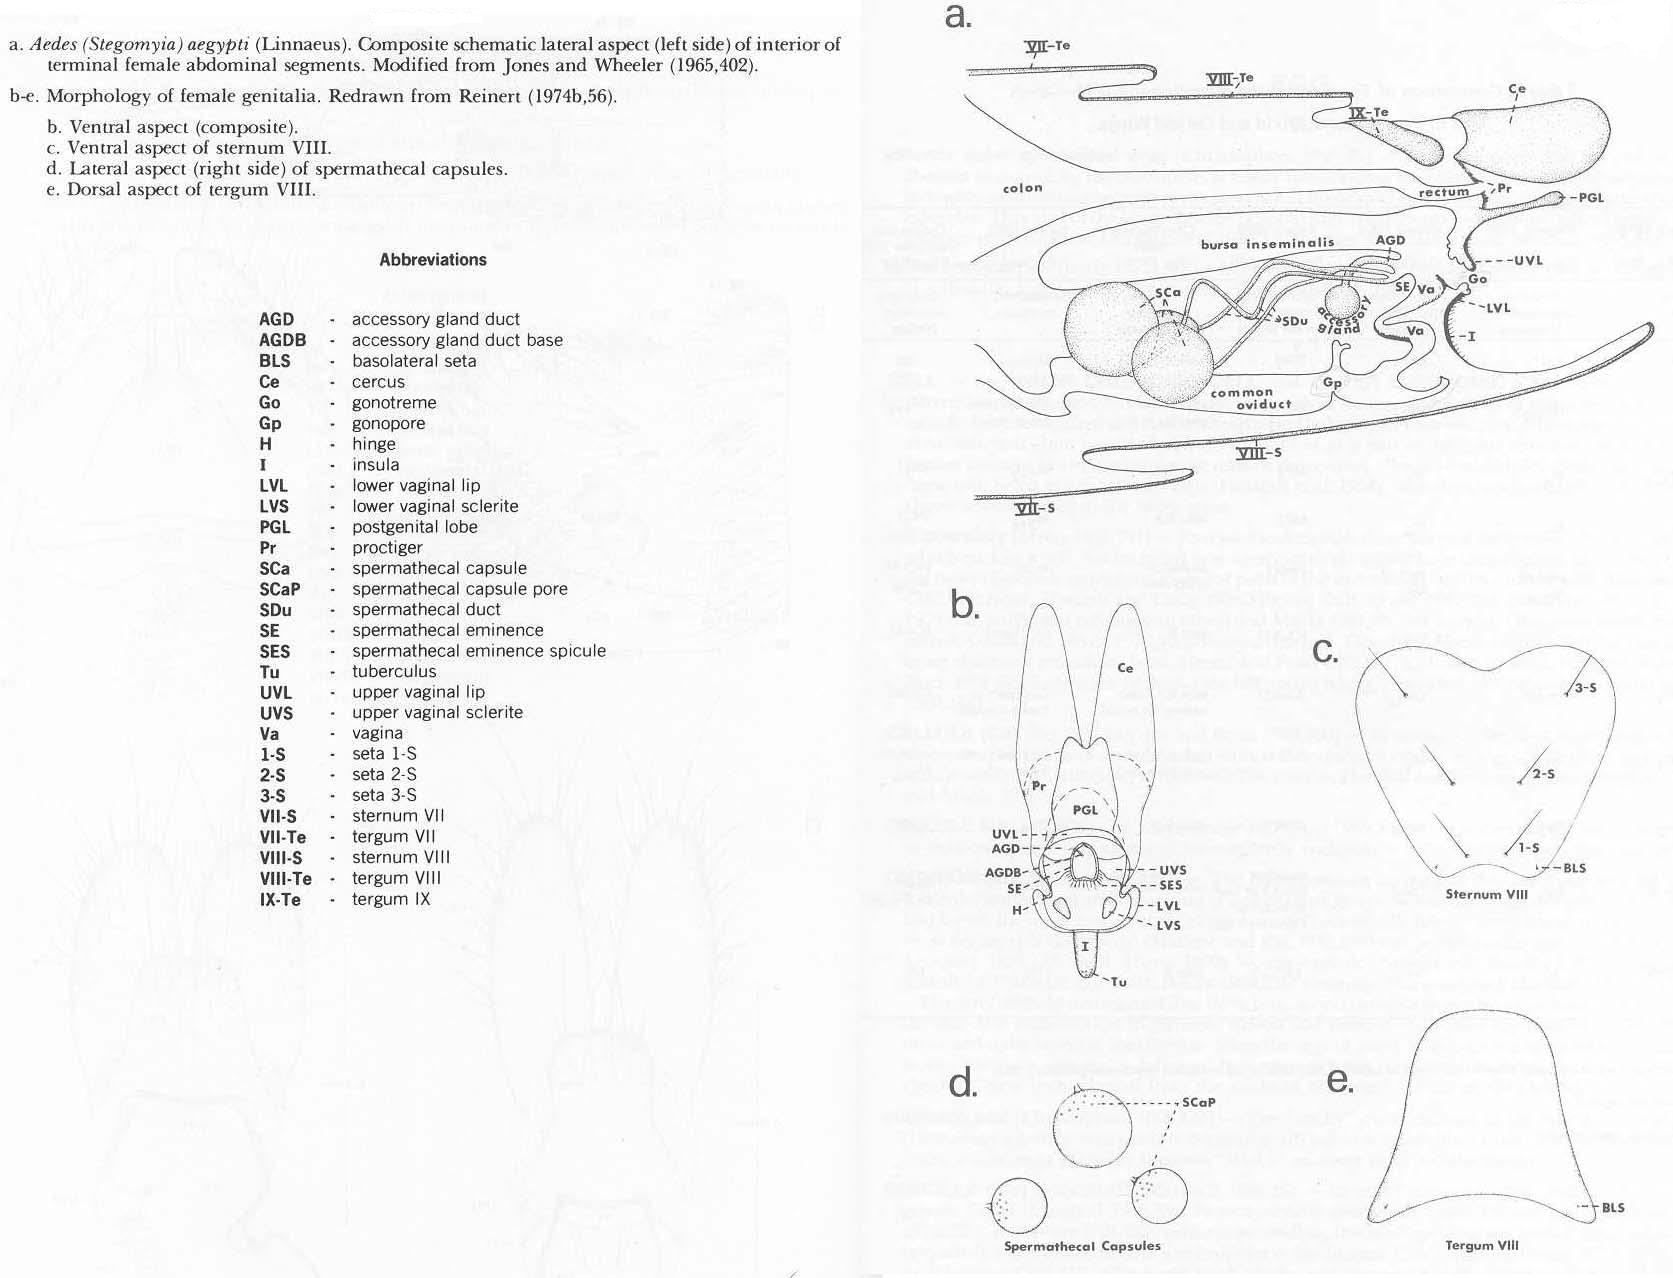 a. Aedes (Stegomyia) aegypti (Linnaeus). Composite schematic lateral aspect (left side) of interior of
terminal female abdominal segments. Modified from Jones and Wheeler (1965,402).
b-e. Morphology of female genitalia. Redrawn from Reinert (1974b,56).
b. Ventral aspect (composite).
c. Ventral aspect of sternum VIII.
d. Lateral aspect (right side) of spermathecal capsules.
e. Dorsal aspect of tergum VIII.
Abbreviations
AGD - accessory gland duct
AGDB - accessory gland duct base
BLS - basolateral seta
Ce - cercus
Go - gonotreme
Gp - gonopore
H - hinge
I - insula
LVL - lower vaginal lip
LVS - lower vaginal sclerite
PGL - postgenital lobe
Pr - proctiger
SCa - spermathecal capsule
SCaP - spermathecal capsule pore
SDu - spermathecal duct
SE - spermathecal eminence
SES - spermathecal eminence spicule
Tu - tuberculus
UVL - upper vaginal lip
UVS - upper vaginal sclerite
Va - vagina
1-S - seta 1-S
2-S - seta 2-S
3-S - seta 3-S
VII-S - sternum VII
VII-Te - tergum VII
VIII-S - sternum VIII
VIII-Te - tergum VIII
IX-Te - tergum IX
a.
VII-Te
VIII-Te
Ce
IX-Te
colon
rectum
Pr
PGL
bursa inseminalis
AGD
UVL
Go
SCa
SE
Va
LVL
SDu
accessory
gland
Va
I
Gp
common
oviduct
VIII-S
VII-S
b.
Ce
Pr
PGL
UVL
AGD
AGDB
UVS
SE
SES
H
LVL
LVS
I
Tu
c.
3-S
2-S
1-S
BLS
Sternum VIII
d.
SCaP
Spermathecal Capsules
e.
BLS
Tergum VIII